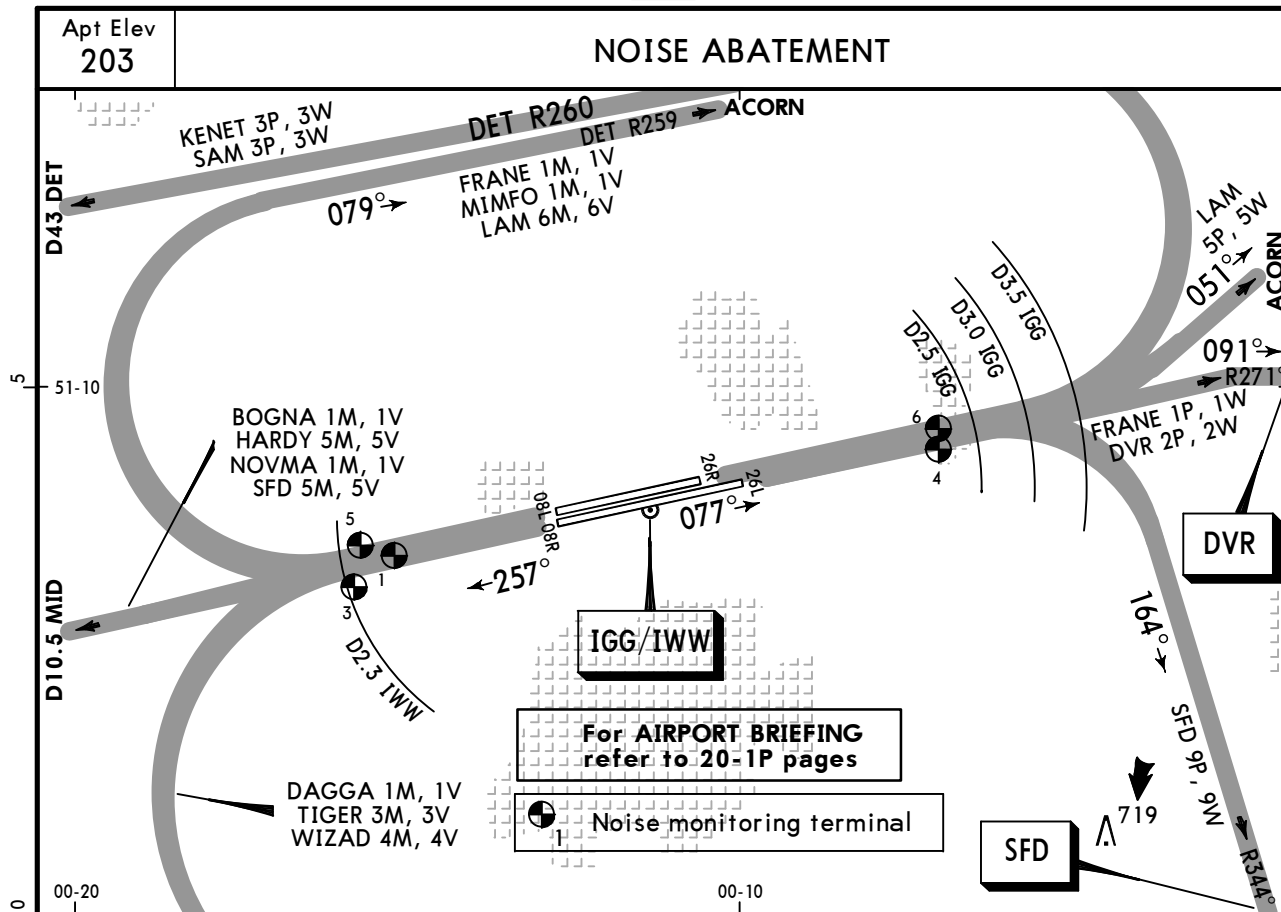 Apt Elev
203
NOISE ABATEMENT
KENET 3P, 3W
SAM 3P, 3W
DET R260
DET R259
ACORN
D43 DET
079°
FRANE 1M, 1V
MIMFO 1M, 1V
LAM 6M, 6V
LAM
5P, 5W
051°
ACORN
D3.5 IGG
D3.0 IGG
D2.5 IGG
091°
R271°
5
51-10
FRANE 1P, 1W
DVR 2P, 2W
BOGNA 1M, 1V
HARDY 5M, 5V
NOVMA 1M, 1V
SFD 5M, 5V
6
4
26R
26L
08L
08R
077°
257°
5
1
3
DVR
D10.5 MID
D2.3 IWW
IGG/IWW
164°
For AIRPORT BRIEFING
refer to 20-1P pages
SFD 9P, 9W
DAGGA 1M, 1V
TIGER 3M, 3V
WIZAD 4M, 4V
1
Noise monitoring terminal
719
SFD
R344°
00-20
00-10
0